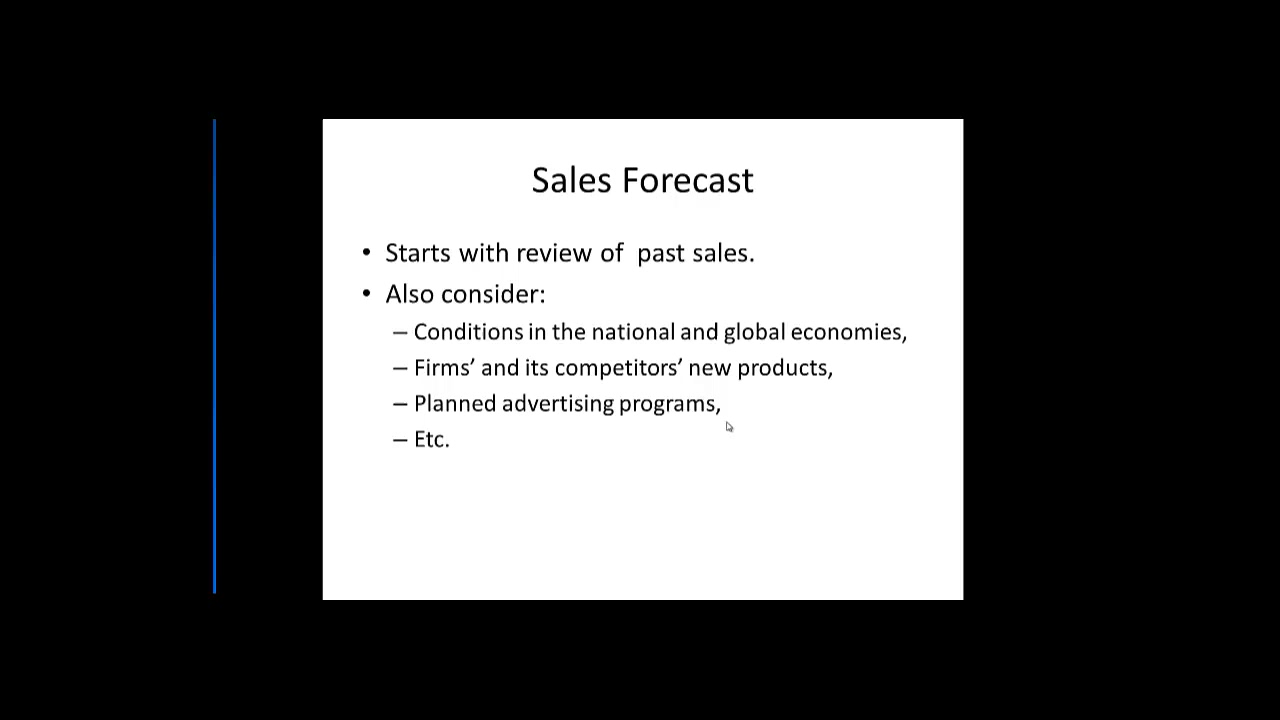 Sales Forecast
• Starts with review of  past sales.
• Also consider:
– Conditions in the national and global economies,
– Firms’ and its competitors’ new products,
– Planned advertising programs,
– Etc.